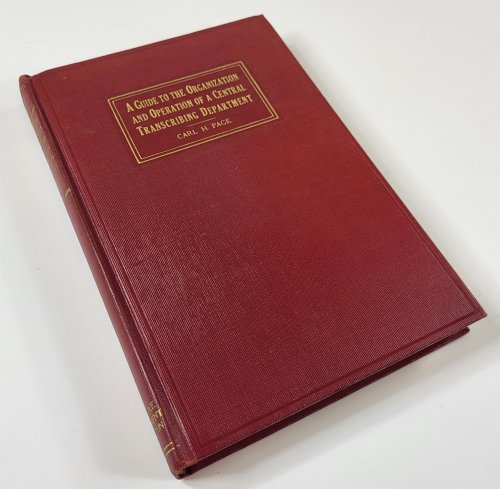 A GUIDE TO THE ORGANIZATION
AND OPERATION OF A CENTRAL
TRANSCRIBING DEPARTMENT
CARL H. PAGE